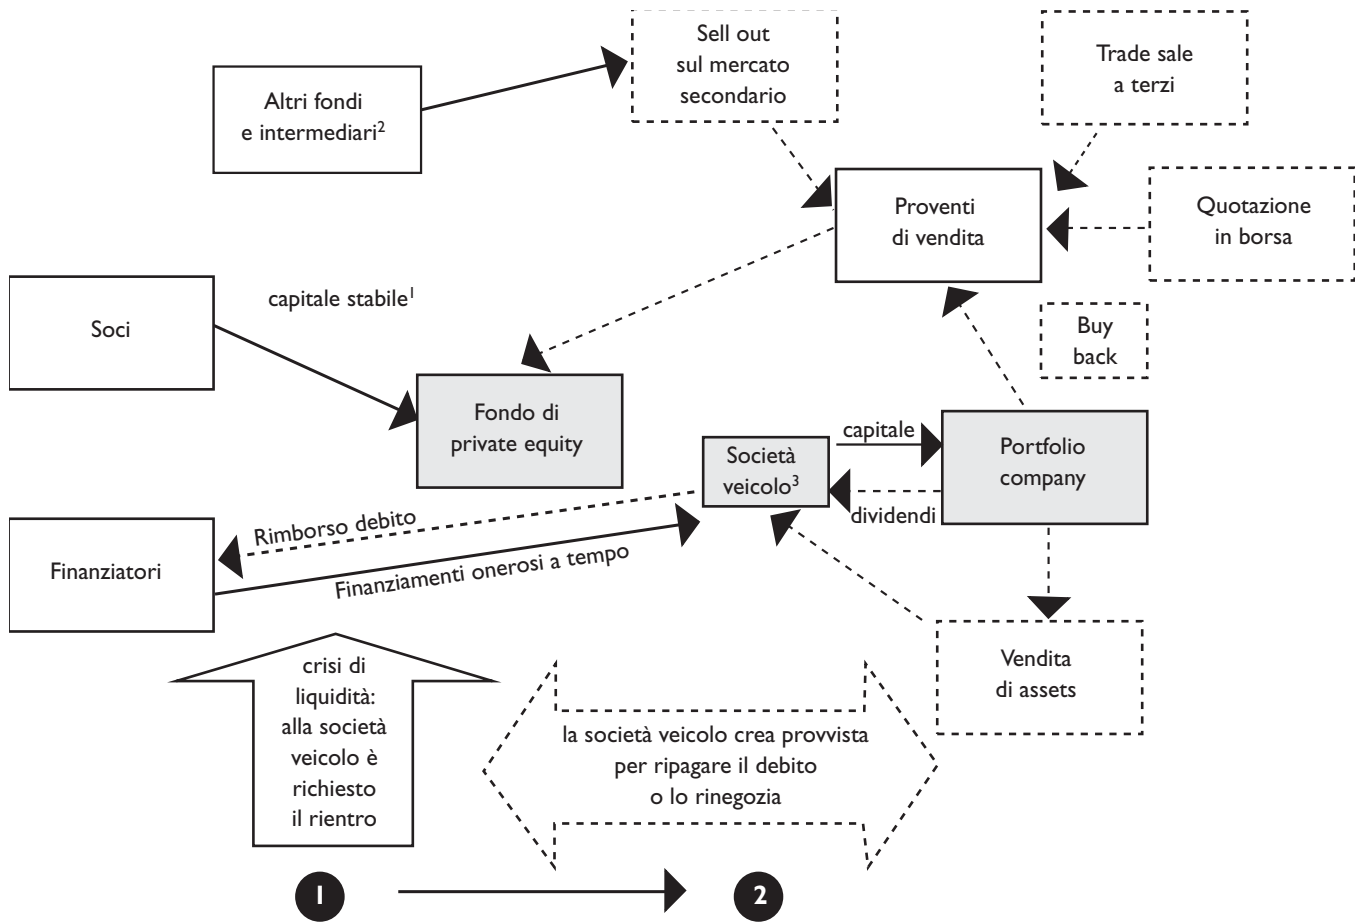 Sell out
sul mercato
secondario
Trade sale
a terzi
Altri fondi
e intermediari²
Proventi
di vendita
Quotazione
in borsa
Soci
capitale stabile¹
Buy
back
Fondo di
private equity
Società
veicolo³
capitale
Portfolio
company
dividendi
Rimborso debito
Finanziatori
Finanziamenti onerosi a tempo
Vendita
di assets
crisi di
liquidità:
alla società
veicolo è
richiesto
il rientro
la società veicolo crea provvista
per ripagare il debito
o lo rinegozia
1
2